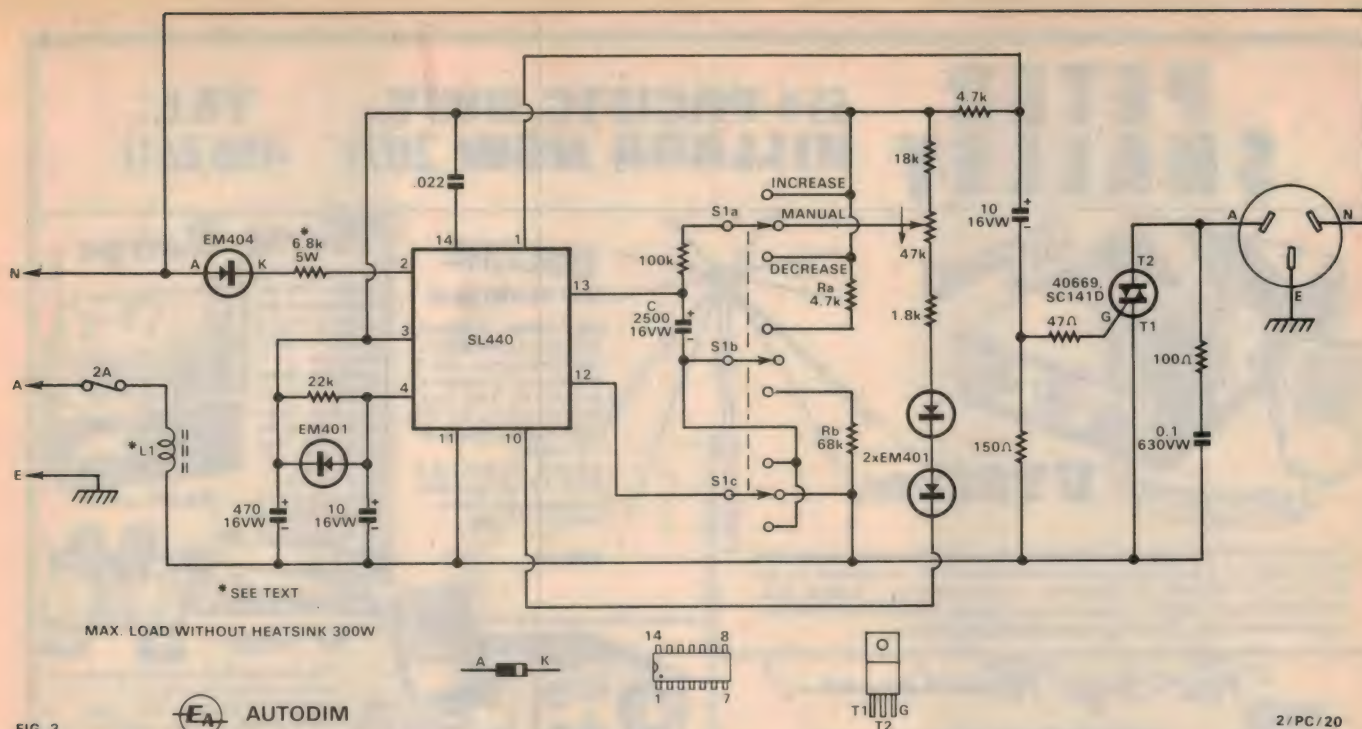 4.7k
18k
.022
INCREASE
S1a
MANUAL
10
16VW
+
-
EM404
*
6.8k
5W
14
1
A
K
2
100k
47k
DECREASE
N
13
Ra
4.7k
1.8k
C
2500
16VW
+
-
SL440
3
S1b
A
N
E
T2
40669,
SC141D
G
T1
47Ω
2A
A
22k
4
12
100Ω
EM401
11
10
Rb
68k
2xEM401
150Ω
0.1
630VW
*L1
E
S1c
470
16VW
+
-
10
16VW
+
-
*SEE TEXT
MAX. LOAD WITHOUT HEATSINK 300W
A
K
14
8
1
7
T1
G
T2
EA AUTODIM
FIG. 2
2/PC/20